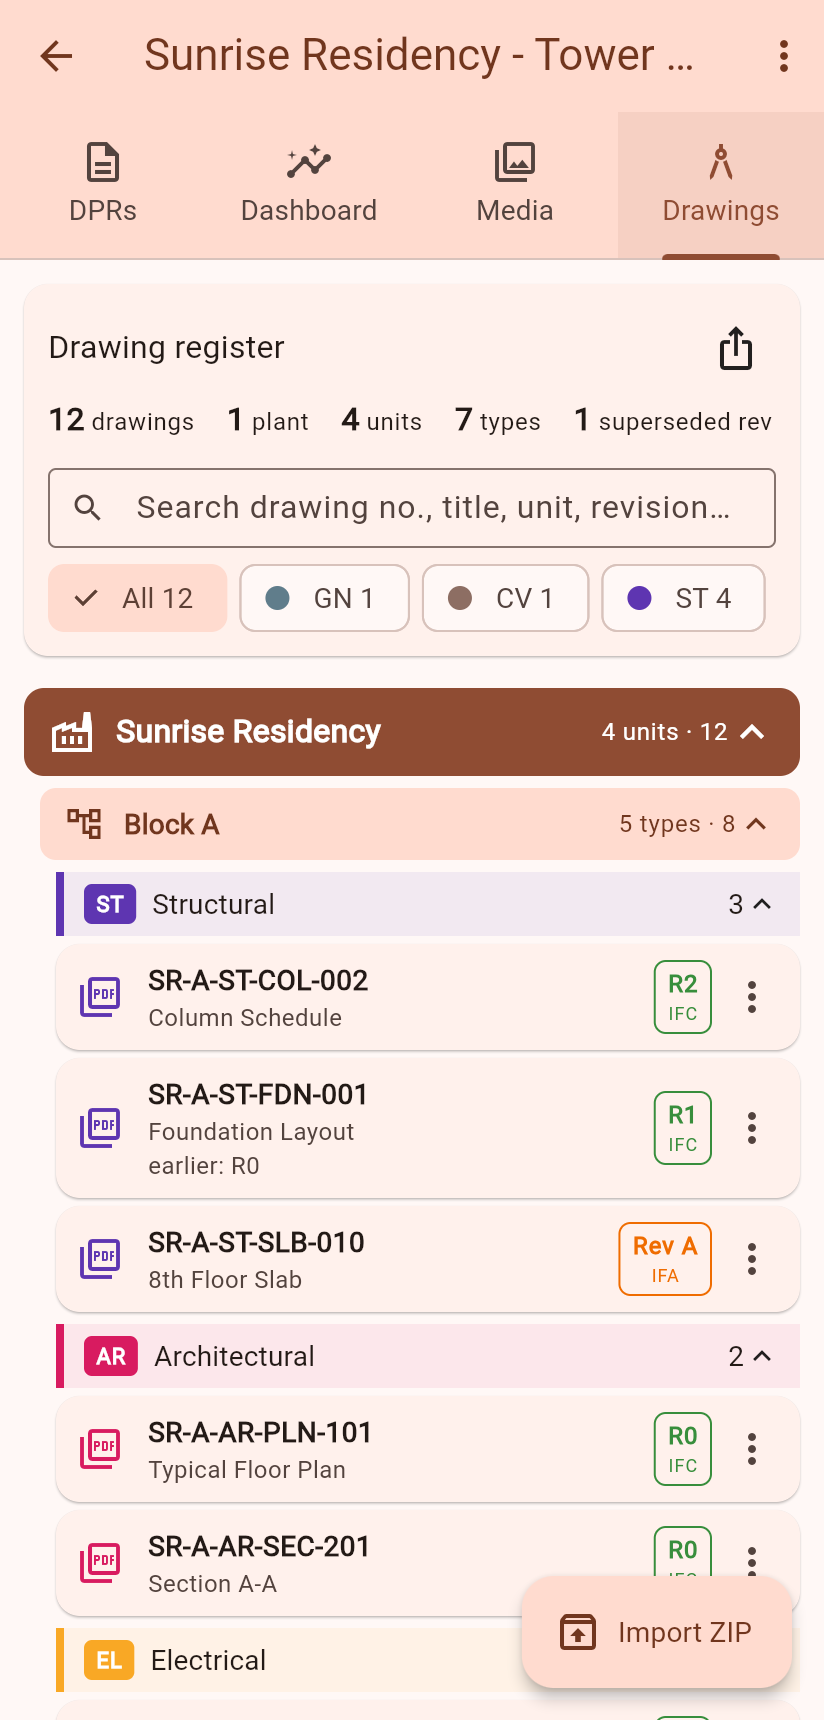 Sunrise Residency - Tower ...
DPRs
Dashboard
Media
Drawings
Drawing register
12 drawings 1 plant 4 units 7 types 1 superseded rev
Search drawing no., title, unit, revision...
All 12
GN 1
CV 1
ST 4
Sunrise Residency 4 units · 12
Block A 5 types · 8
ST Structural 3
PDF SR-A-ST-COL-002 R2
Column Schedule IFC
PDF SR-A-ST-FDN-001 R1
Foundation Layout IFC
earlier: R0
PDF SR-A-ST-SLB-010 Rev A
8th Floor Slab IFA
AR Architectural 2
PDF SR-A-AR-PLN-101 R0
Typical Floor Plan IFC
PDF SR-A-AR-SEC-201 R0
Section A-A
Import ZIP
EL Electrical